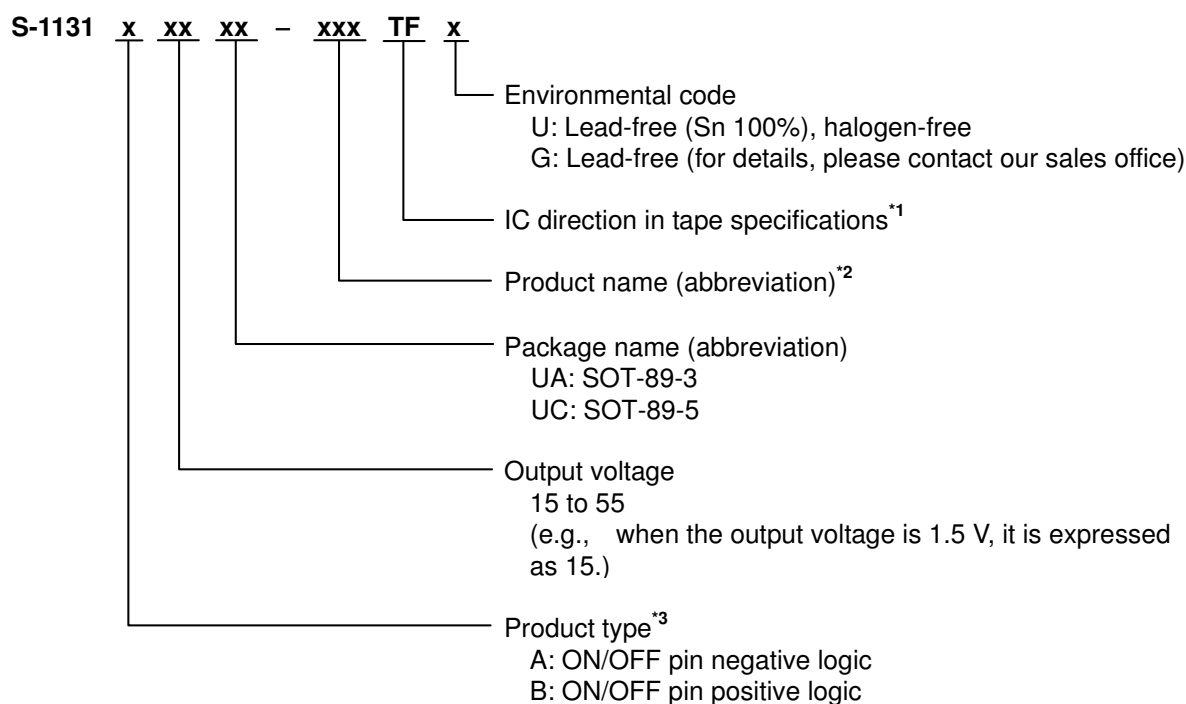 S-1131 x xx xx – xxx TF x
Environmental code
U: Lead-free (Sn 100%), halogen-free
G: Lead-free (for details, please contact our sales office)
IC direction in tape specifications*1
Product name (abbreviation)*2
Package name (abbreviation)
UA: SOT-89-3
UC: SOT-89-5
Output voltage
15 to 55
(e.g., when the output voltage is 1.5 V, it is expressed
as 15.)
Product type*3
A: ON/OFF pin negative logic
B: ON/OFF pin positive logic